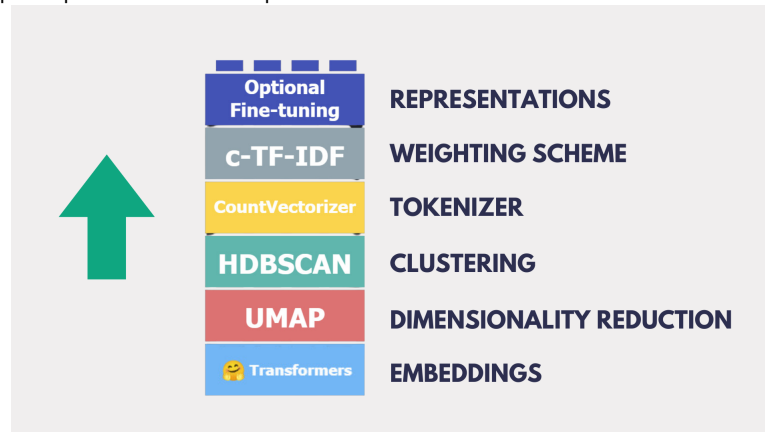 Optional
Fine-tuning
REPRESENTATIONS
c-TF-IDF
WEIGHTING SCHEME
CountVectorizer
TOKENIZER
HDBSCAN
CLUSTERING
UMAP
DIMENSIONALITY REDUCTION
🤗 Transformers
EMBEDDINGS